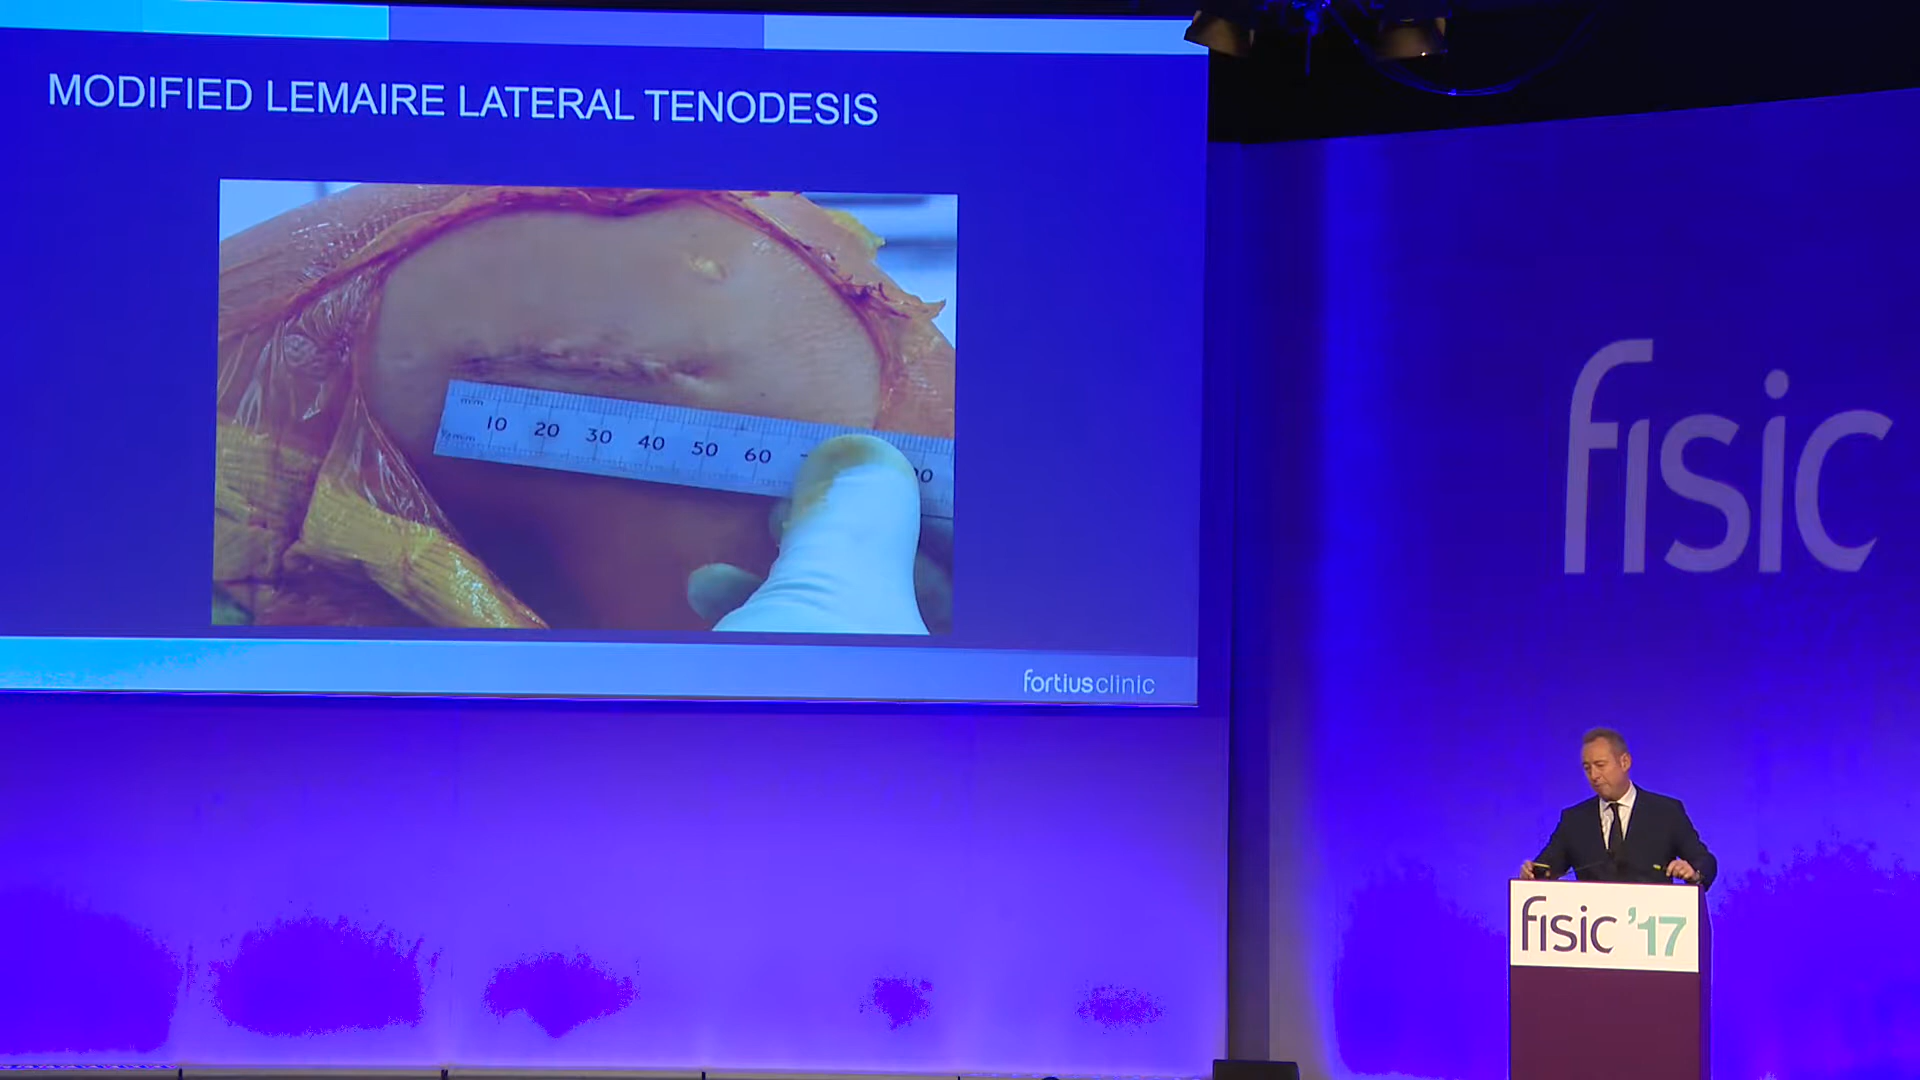 MODIFIED LEMAIRE LATERAL TENODESIS
mm
10 20 30 40 50 60
fortiusclinic
fisic
fisic '17